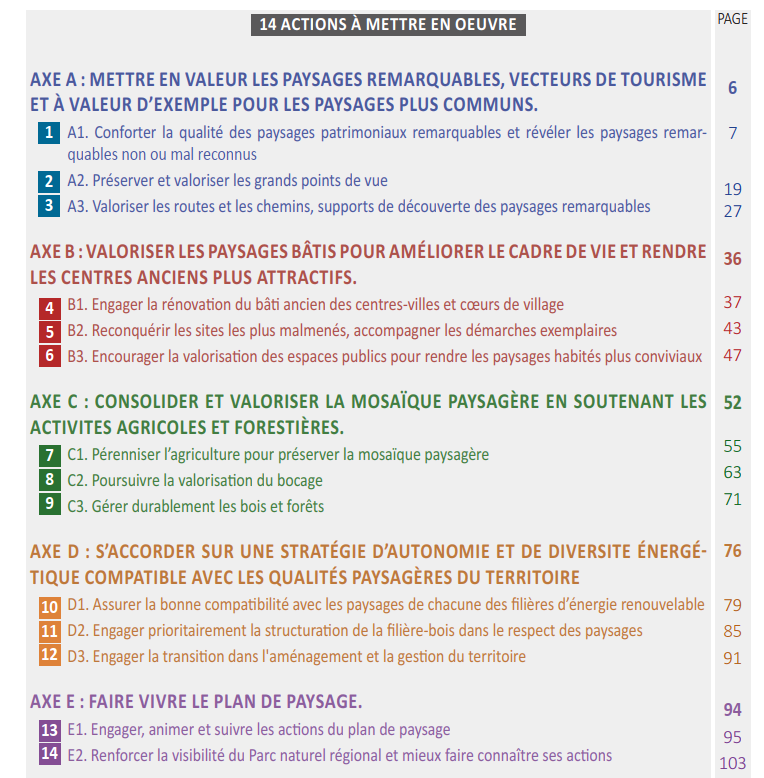 14 ACTIONS À METTRE EN OEUVRE PAGE
AXE A : METTRE EN VALEUR LES PAYSAGES REMARQUABLES, VECTEURS DE TOURISME
ET À VALEUR D’EXEMPLE POUR LES PAYSAGES PLUS COMMUNS. 6
1 A1. Conforter la qualité des paysages patrimoniaux remarquables et révéler les paysages remar- 7
quables non ou mal reconnus
2 A2. Préserver et valoriser les grands points de vue 19
3 A3. Valoriser les routes et les chemins, supports de découverte des paysages remarquables 27
AXE B : VALORISER LES PAYSAGES BÂTIS POUR AMÉLIORER LE CADRE DE VIE ET RENDRE 36
LES CENTRES ANCIENS PLUS ATTRACTIFS.
4 B1. Engager la rénovation du bâti ancien des centres-villes et cœurs de village 37
5 B2. Reconquérir les sites les plus malmenés, accompagner les démarches exemplaires 43
6 B3. Encourager la valorisation des espaces publics pour rendre les paysages habités plus conviviaux 47
AXE C : CONSOLIDER ET VALORISER LA MOSAÏQUE PAYSAGÈRE EN SOUTENANT LES 52
ACTIVITES AGRICOLES ET FORESTIÈRES.
7 C1. Pérenniser l’agriculture pour préserver la mosaïque paysagère 55
8 C2. Poursuivre la valorisation du bocage 63
9 C3. Gérer durablement les bois et forêts 71
AXE D : S’ACCORDER SUR UNE STRATÉGIE D’AUTONOMIE ET DE DIVERSITE ÉNERGÉ- 76
TIQUE COMPATIBLE AVEC LES QUALITÉS PAYSAGÈRES DU TERRITOIRE
10 D1. Assurer la bonne compatibilité avec les paysages de chacune des filières d’énergie renouvelable 79
11 D2. Engager prioritairement la structuration de la filière-bois dans le respect des paysages 85
12 D3. Engager la transition dans l'aménagement et la gestion du territoire 91
AXE E : FAIRE VIVRE LE PLAN DE PAYSAGE. 94
13 E1. Engager, animer et suivre les actions du plan de paysage 95
14 E2. Renforcer la visibilité du Parc naturel régional et mieux faire connaître ses actions 103